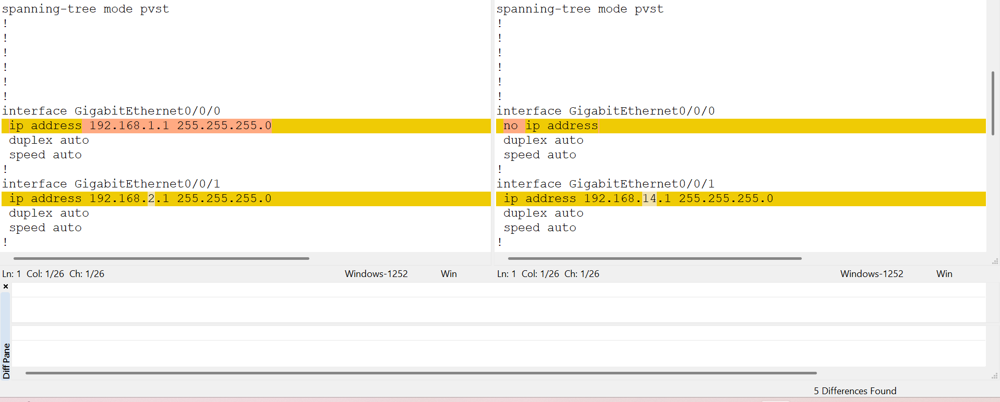 spanning-tree mode pvst
!
!
!
!
!
!
interface GigabitEthernet0/0/0
 ip address 192.168.1.1 255.255.255.0
 duplex auto
 speed auto
!
interface GigabitEthernet0/0/1
 ip address 192.168.2.1 255.255.255.0
 duplex auto
 speed auto
!
Ln: 1 Col: 1/26 Ch: 1/26 Windows-1252 Win
spanning-tree mode pvst
!
!
!
!
!
!
interface GigabitEthernet0/0/0
 no ip address
 duplex auto
 speed auto
!
interface GigabitEthernet0/0/1
 ip address 192.168.14.1 255.255.255.0
 duplex auto
 speed auto
!
Ln: 1 Col: 1/26 Ch: 1/26 Windows-1252 Win
Diff Pane
5 Differences Found